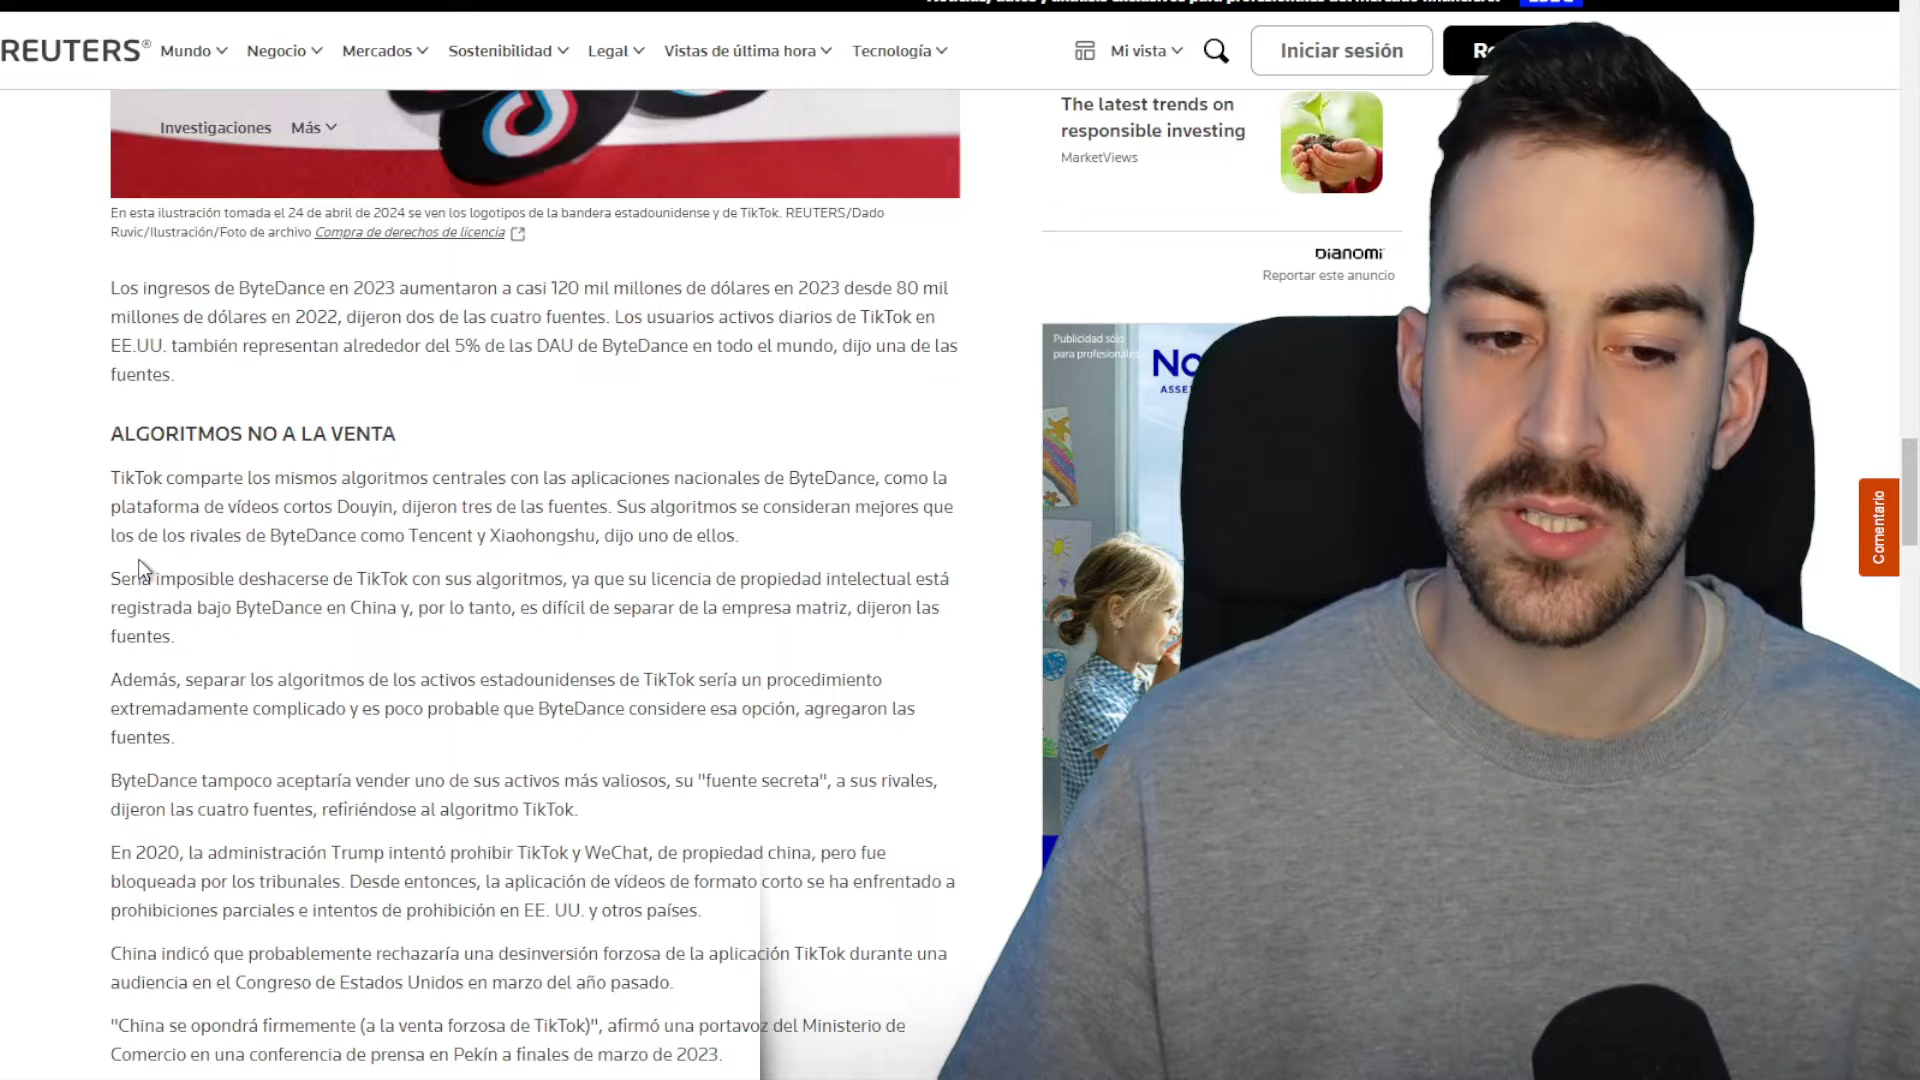 REUTERS® Mundo Negocio Mercados Sostenibilidad Legal Vistas de última hora Tecnología Mi vista Iniciar sesión
Investigaciones Más
En esta ilustración tomada el 24 de abril de 2024 se ven los logotipos de la bandera estadounidense y de TikTok. REUTERS/Dado
Ruvic/Ilustración/Foto de archivo Compra de derechos de licencia
Los ingresos de ByteDance en 2023 aumentaron a casi 120 mil millones de dólares en 2023 desde 80 mil
millones de dólares en 2022, dijeron dos de las cuatro fuentes. Los usuarios activos diarios de TikTok en
EE.UU. también representan alrededor del 5% de las DAU de ByteDance en todo el mundo, dijo una de las
fuentes.
ALGORITMOS NO A LA VENTA
TikTok comparte los mismos algoritmos centrales con las aplicaciones nacionales de ByteDance, como la
plataforma de vídeos cortos Douyin, dijeron tres de las fuentes. Sus algoritmos se consideran mejores que
los de los rivales de ByteDance como Tencent y Xiaohongshu, dijo uno de ellos.
Sería imposible deshacerse de TikTok con sus algoritmos, ya que su licencia de propiedad intelectual está
registrada bajo ByteDance en China y, por lo tanto, es difícil de separar de la empresa matriz, dijeron las
fuentes.
Además, separar los algoritmos de los activos estadounidenses de TikTok sería un procedimiento
extremadamente complicado y es poco probable que ByteDance considere esa opción, agregaron las
fuentes.
ByteDance tampoco aceptaría vender uno de sus activos más valiosos, su "fuente secreta", a sus rivales,
dijeron las cuatro fuentes, refiriéndose al algoritmo TikTok.
En 2020, la administración Trump intentó prohibir TikTok y WeChat, de propiedad china, pero fue
bloqueada por los tribunales. Desde entonces, la aplicación de vídeos de formato corto se ha enfrentado a
prohibiciones parciales e intentos de prohibición en EE. UU. y otros países.
China indicó que probablemente rechazaría una desinversión forzosa de la aplicación TikTok durante una
audiencia en el Congreso de Estados Unidos en marzo del año pasado.
"China se opondrá firmemente (a la venta forzosa de TikTok)", afirmó una portavoz del Ministerio de
Comercio en una conferencia de prensa en Pekín a finales de marzo de 2023.
The latest trends on
responsible investing
MarketViews
DIANOMI
Reportar este anuncio
Publicidad sólo
para profesionales
Comentario